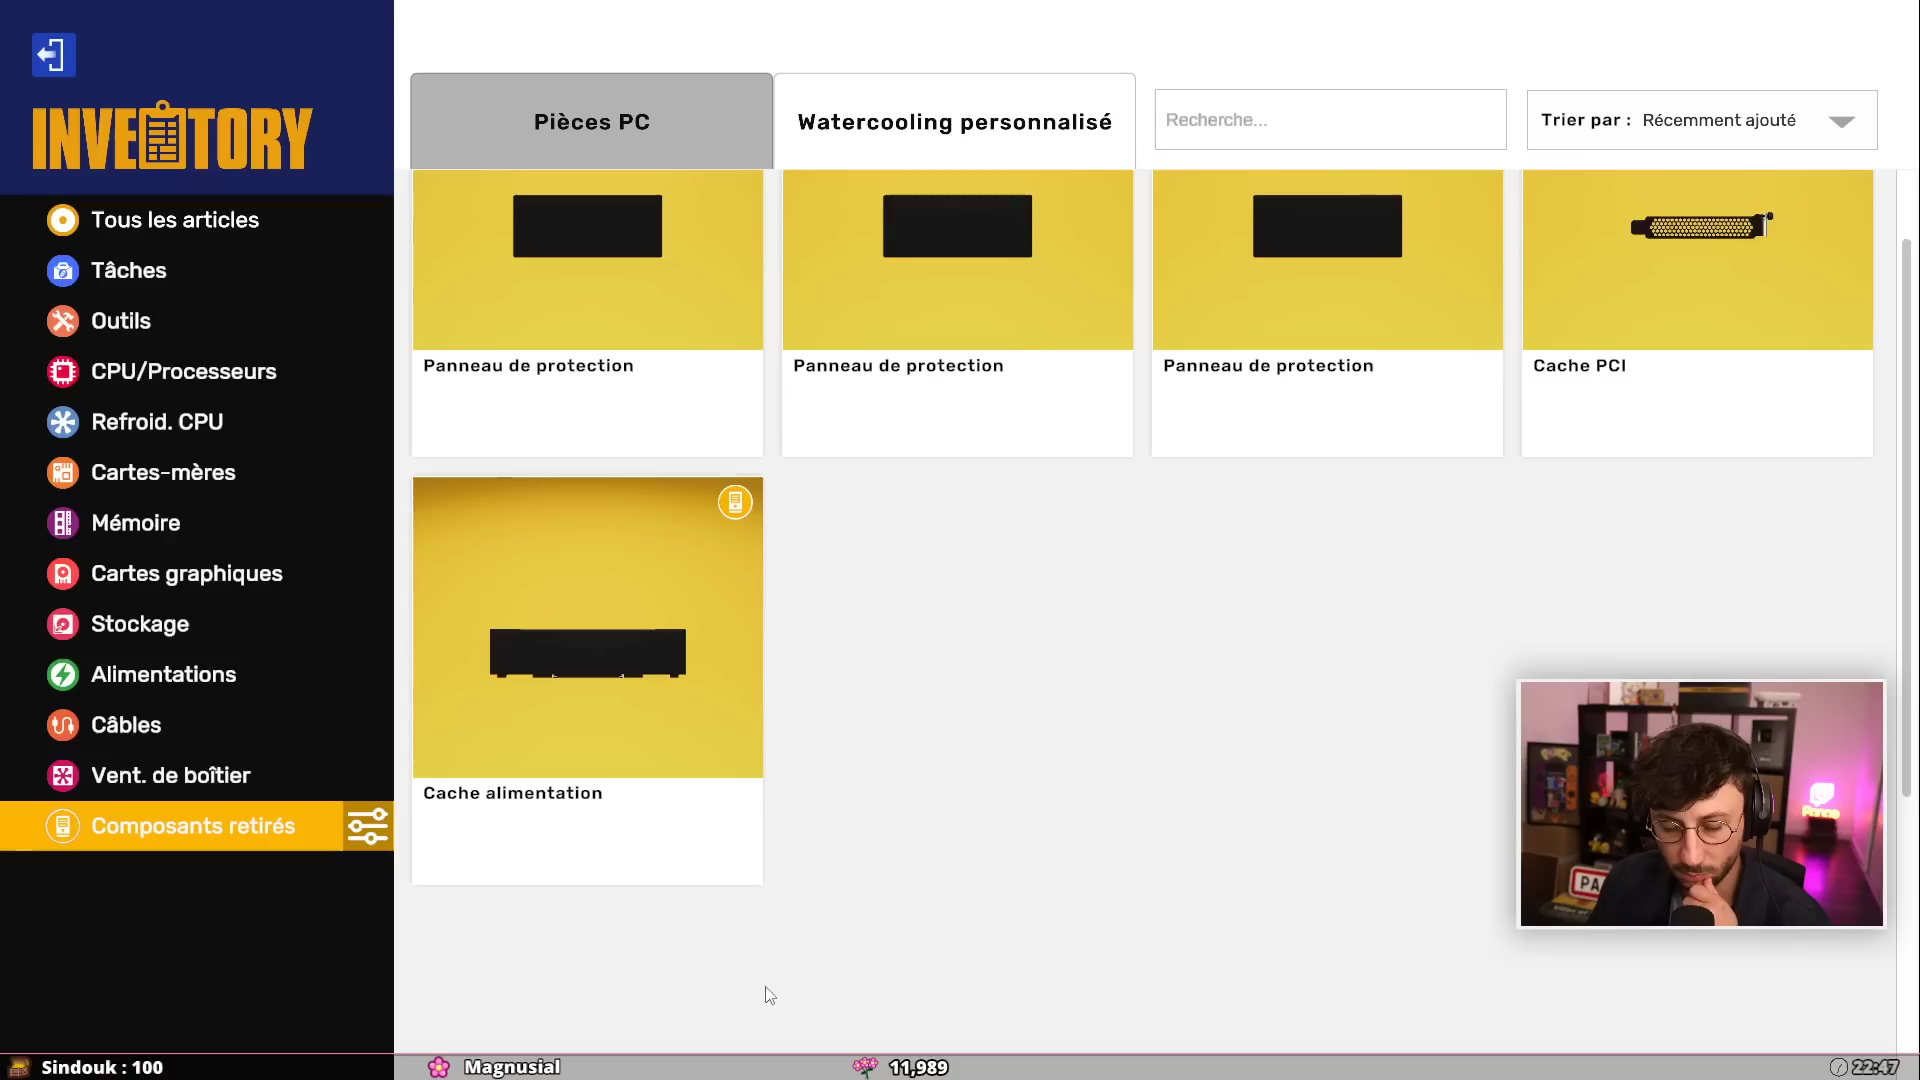 INVENTORY
Pièces PC
Watercooling personnalisé
Recherche...
Trier par : Récemment ajouté
Tous les articles
Tâches
Outils
CPU/Processeurs
Refroid. CPU
Cartes-mères
Mémoire
Cartes graphiques
Stockage
Alimentations
Câbles
Vent. de boîtier
Composants retirés
Panneau de protection
Panneau de protection
Panneau de protection
Cache PCI
Cache alimentation
Sindouk : 100
Magnusial
11,989
22:47